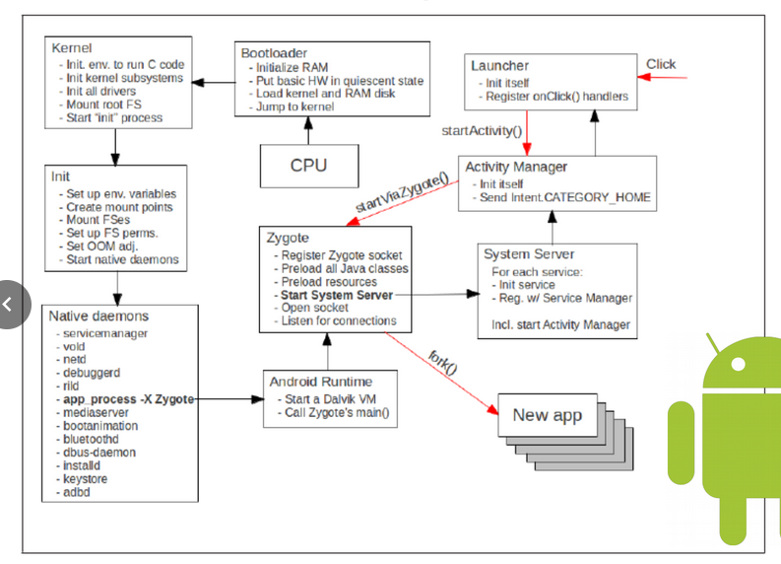 Kernel
- Init. env. to run C code
- Init kernel subsystems
- Init all drivers
- Mount root FS
- Start "init" process
Bootloader
- Initialize RAM
- Put basic HW in quiescent state
- Load kernel and RAM disk
- Jump to kernel
Launcher
- Init itself
- Register onClick() handlers
Click
CPU
startActivity()
Init
- Set up env. variables
- Create mount points
- Mount FSes
- Set up FS perms.
- Set OOM adj.
- Start native daemons
startViaZygote()
Activity Manager
- Init itself
- Send Intent.CATEGORY_HOME
Zygote
- Register Zygote socket
- Preload all Java classes
- Preload resources
- Start System Server
- Open socket
- Listen for connections
System Server
For each service:
- Init service
- Reg. w/ Service Manager
Incl. start Activity Manager
Native daemons
- servicemanager
- vold
- netd
- debuggerd
- rild
- app_process -X Zygote
- mediaserver
- bootanimation
- bluetoothd
- dbus-daemon
- installd
- keystore
- adbd
Android Runtime
- Start a Dalvik VM
- Call Zygote's main()
fork()
New app